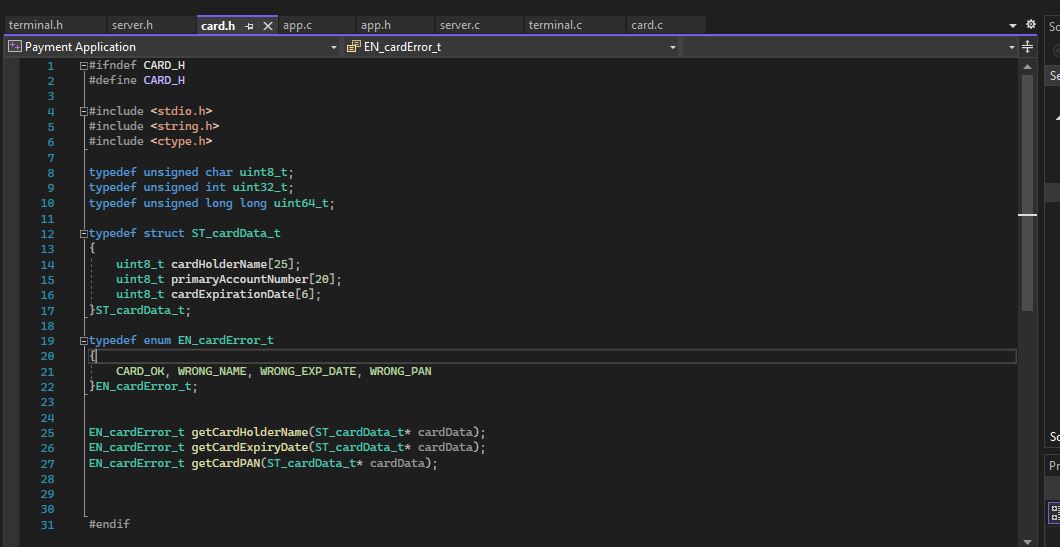 terminal.h server.h card.h app.c app.h server.c terminal.c card.c
Payment Application EN_cardError_t
1 #ifndef CARD_H
2 #define CARD_H
3
4 #include <stdio.h>
5 #include <string.h>
6 #include <ctype.h>
7
8 typedef unsigned char uint8_t;
9 typedef unsigned int uint32_t;
10 typedef unsigned long long uint64_t;
11
12 typedef struct ST_cardData_t
13 {
14 uint8_t cardHolderName[25];
15 uint8_t primaryAccountNumber[20];
16 uint8_t cardExpirationDate[6];
17 }ST_cardData_t;
18
19 typedef enum EN_cardError_t
20 {
21 CARD_OK, WRONG_NAME, WRONG_EXP_DATE, WRONG_PAN
22 }EN_cardError_t;
23
24
25 EN_cardError_t getCardHolderName(ST_cardData_t* cardData);
26 EN_cardError_t getCardExpiryDate(ST_cardData_t* cardData);
27 EN_cardError_t getCardPAN(ST_cardData_t* cardData);
28
29
30
31 #endif
So
Se
So
Pr